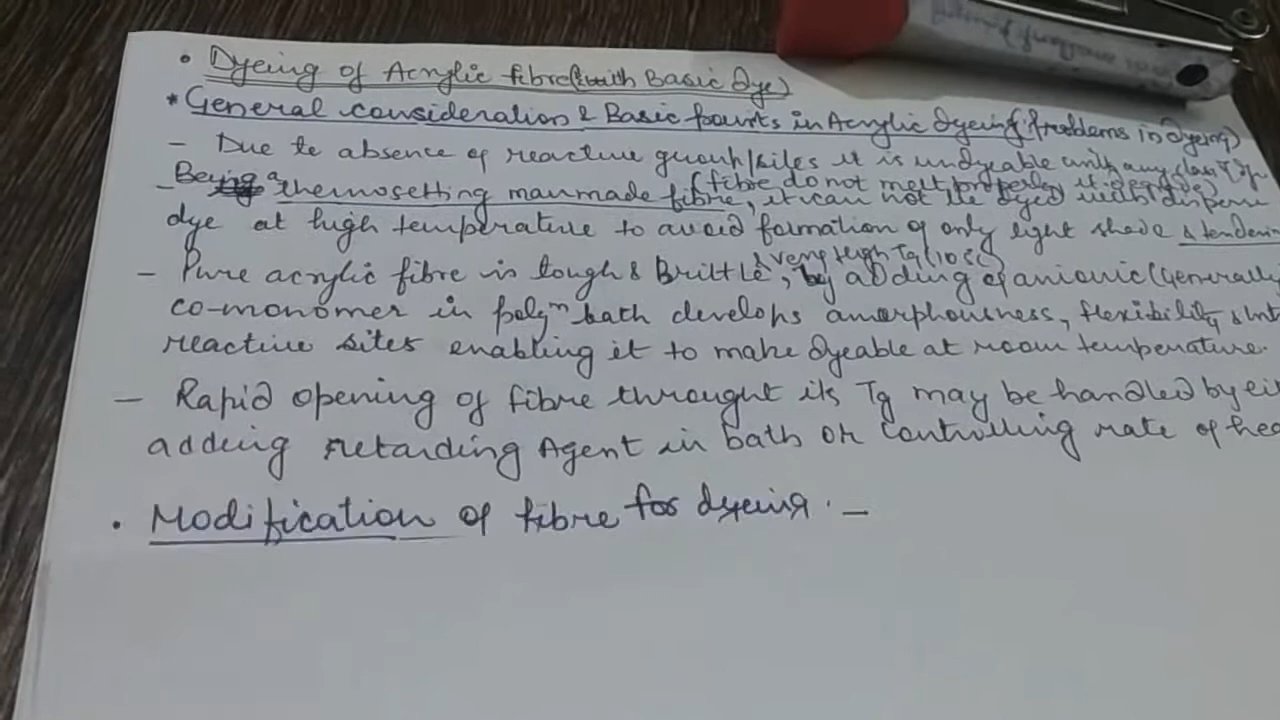 • Dyeing of Acrylic fibre (with Basic Dye)
* General consideration & Basic points in Acrylic dyeing (Problems in dyeing)
- Due to absence of reactive group/sites it is undyeable with any class of
(fibre do not melt properly it degrade)
- Being a thermosetting manmade fibre, it can not be dyed with disperse
dye at high temperature to avoid formation of only light shade & tenderin
& very high Tg (105c)
- Pure acrylic fibre is tough & Brittle, by adding of anionic (Generally
co-monomer in polymn bath develops amorphousness, flexibility & Int
reactive sites enabling it to make dyeable at room temperature.
- Rapid opening of fibre throught its Tg may be handled by eit
adding retarding Agent in bath or controlling rate of hea
• Modification of fibre for dyeing. -